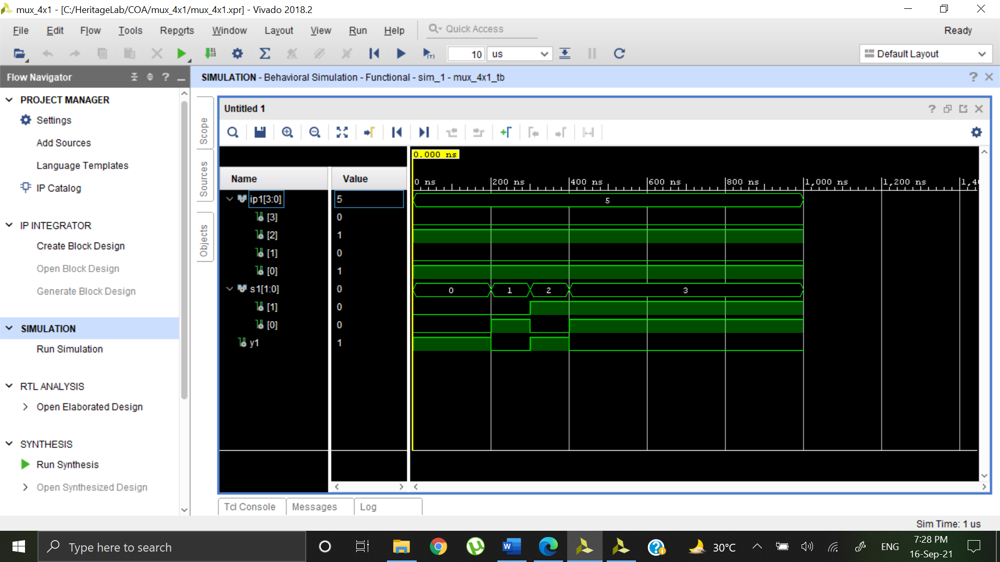 mux_4x1 - [C:/HeritageLab/COA/mux_4x1/mux_4x1.xpr] - Vivado 2018.2
File Edit Flow Tools Reports Window Layout View Run Help Quick Access Ready
10 us Default Layout
Flow Navigator
SIMULATION - Behavioral Simulation - Functional - sim_1 - mux_4x1_tb
PROJECT MANAGER
Settings
Add Sources
Language Templates
IP Catalog
IP INTEGRATOR
Create Block Design
Open Block Design
Generate Block Design
SIMULATION
Run Simulation
RTL ANALYSIS
Open Elaborated Design
SYNTHESIS
Run Synthesis
Open Synthesized Design
Scope
Sources
Objects
Untitled 1
0.000 ns
Name Value
0 ns 200 ns 400 ns 600 ns 800 ns 1,000 ns 1,200 ns 1,4
ip1[3:0] 5 5
[3] 0
[2] 1
[1] 0
[0] 1
s1[1:0] 0 0 1 2 3
[1] 0
[0] 0
y1 1
Tcl Console Messages Log
Sim Time: 1 us
Type here to search
30°C ENG
7:28 PM
16-Sep-21